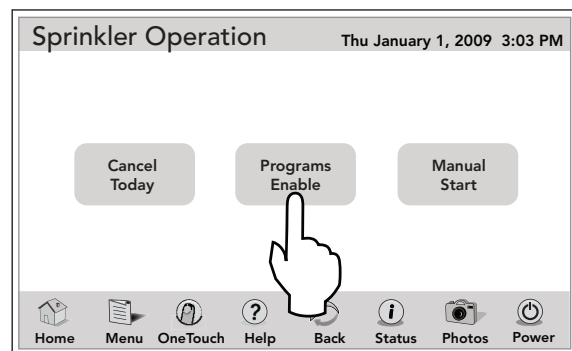 Sprinkler Operation Thu January 1, 2009 3:03 PM
Cancel Today
Programs Enable
Manual Start
Home Menu OneTouch ? Help Back i Status Photos Power